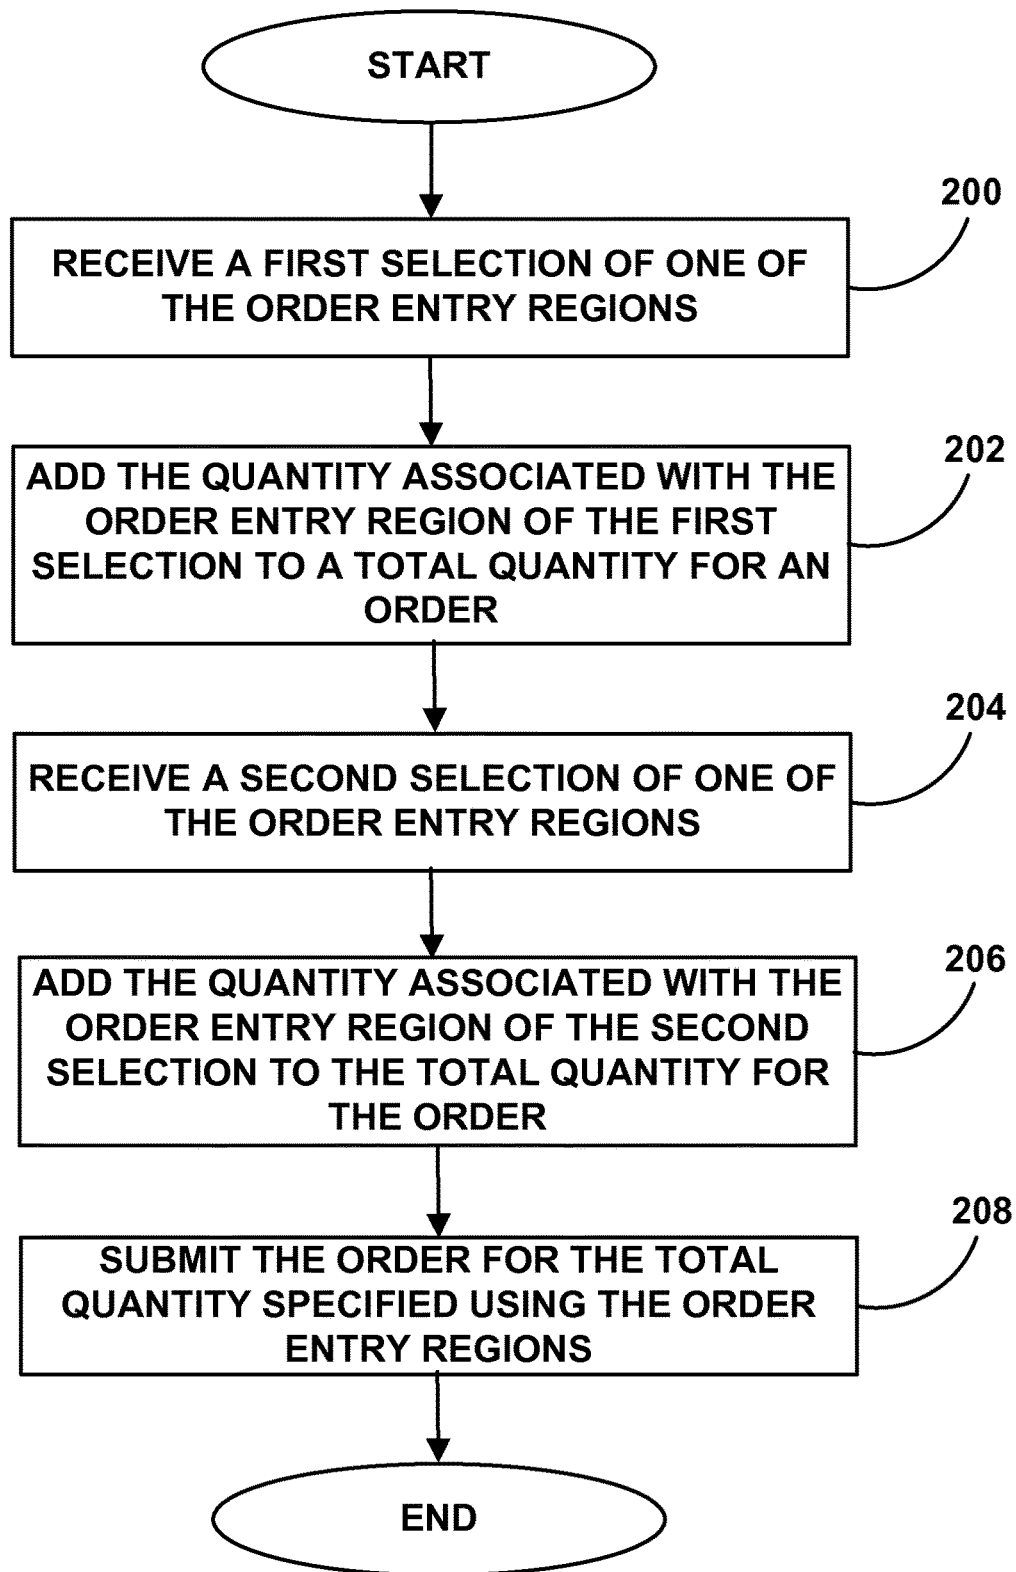 START
200
RECEIVE A FIRST SELECTION OF ONE OF
THE ORDER ENTRY REGIONS
202
ADD THE QUANTITY ASSOCIATED WITH THE
ORDER ENTRY REGION OF THE FIRST
SELECTION TO A TOTAL QUANTITY FOR AN
ORDER
204
RECEIVE A SECOND SELECTION OF ONE OF
THE ORDER ENTRY REGIONS
206
ADD THE QUANTITY ASSOCIATED WITH THE
ORDER ENTRY REGION OF THE SECOND
SELECTION TO THE TOTAL QUANTITY FOR
THE ORDER
208
SUBMIT THE ORDER FOR THE TOTAL
QUANTITY SPECIFIED USING THE ORDER
ENTRY REGIONS
END